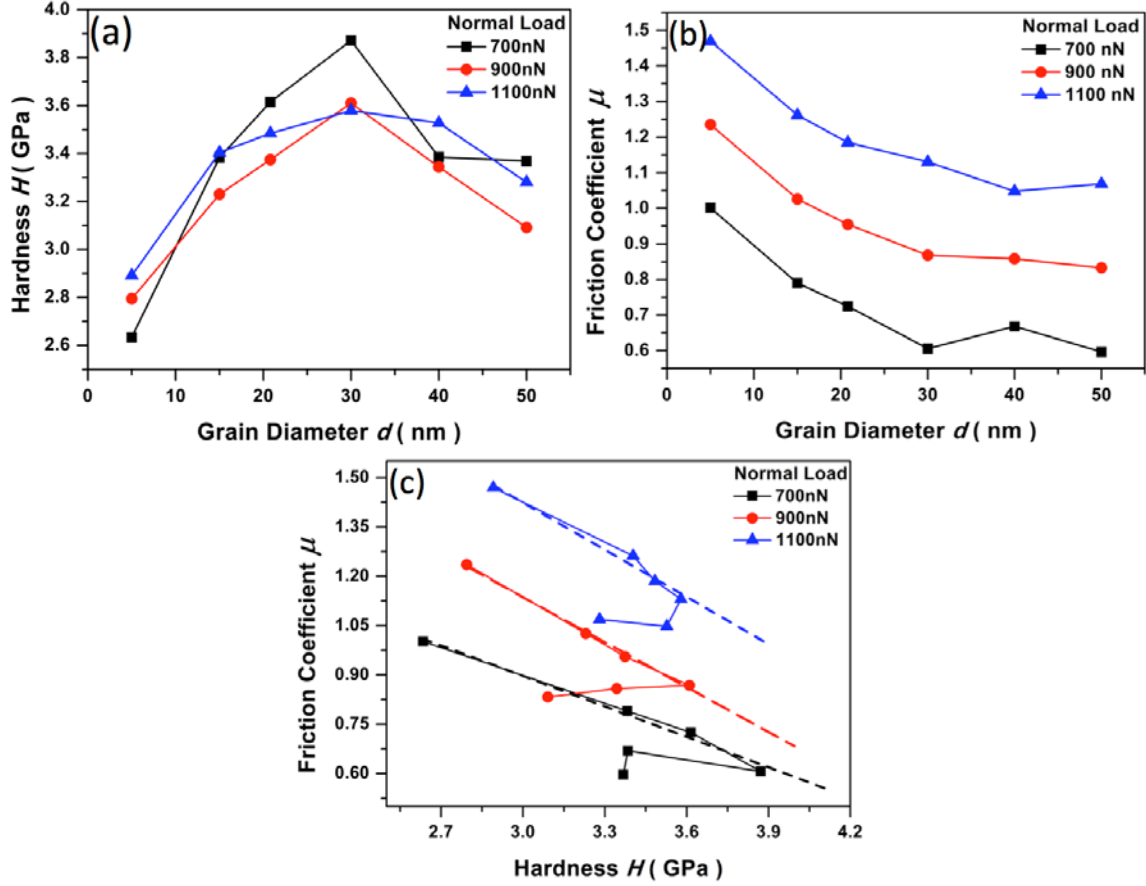 (a)
Normal Load
700nN
900nN
1100nN
4.0
3.8
3.6
3.4
3.2
3.0
2.8
2.6
Hardness H ( GPa )
0 10 20 30 40 50
Grain Diameter d ( nm )
(b)
Normal Load
700 nN
900 nN
1100 nN
1.5
1.4
1.3
1.2
1.1
1.0
0.9
0.8
0.7
0.6
Friction Coefficient μ
0 10 20 30 40 50
Grain Diameter d ( nm )
(c)
Normal Load
700nN
900nN
1100nN
1.50
1.35
1.20
1.05
0.90
0.75
0.60
Friction Coefficient μ
2.7 3.0 3.3 3.6 3.9 4.2
Hardness H ( GPa )